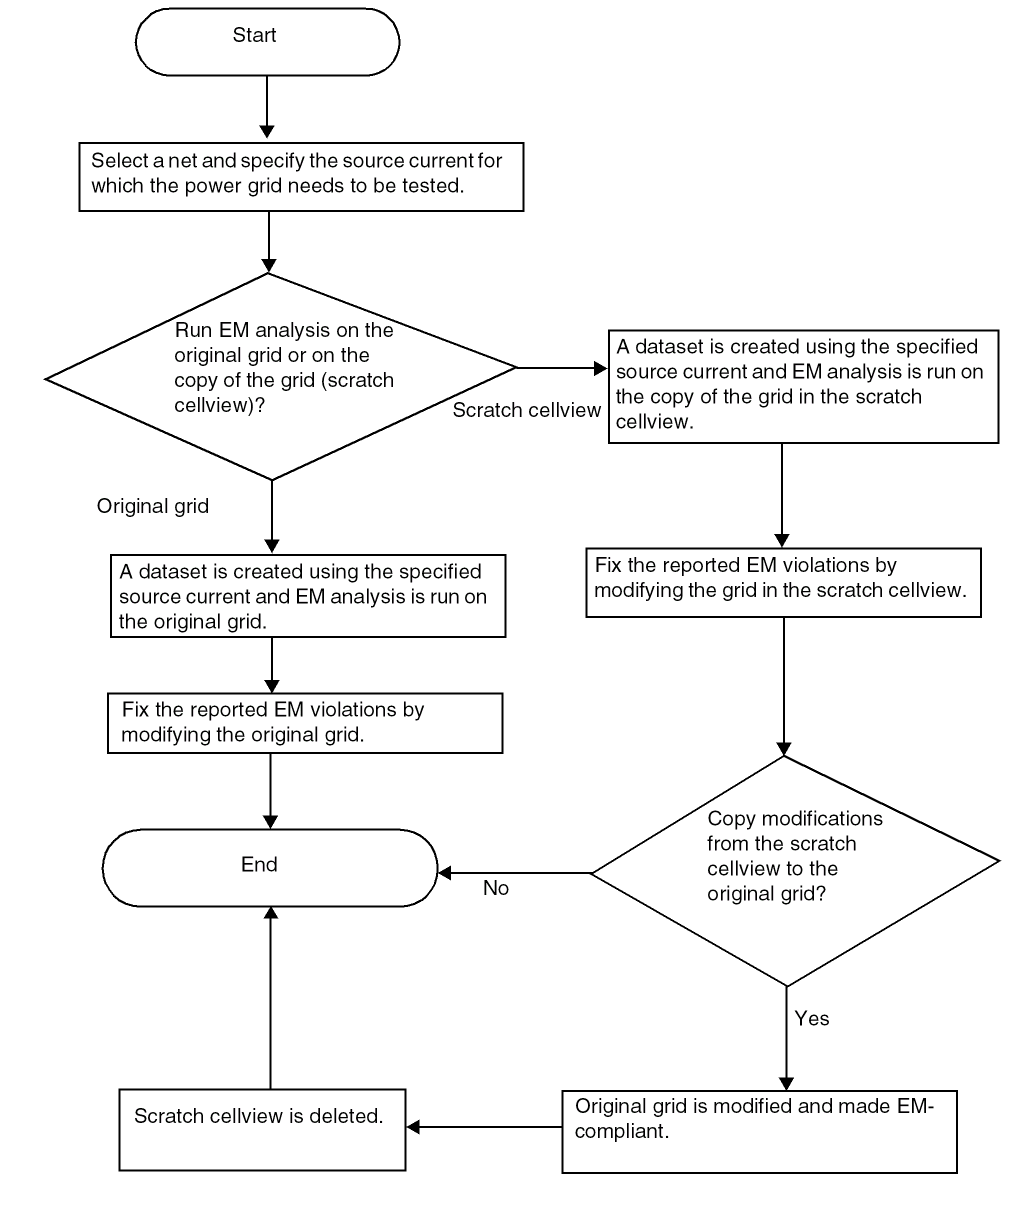 Start
Select a net and specify the source current for
which the power grid needs to be tested.
Run EM analysis on the
original grid or on the
copy of the grid (scratch
cellview)?
Scratch cellview
A dataset is created using the specified
source current and EM analysis is run on
the copy of the grid in the scratch
cellview.
Original grid
A dataset is created using the specified
source current and EM analysis is run on
the original grid.
Fix the reported EM violations by
modifying the grid in the scratch cellview.
Fix the reported EM violations by
modifying the original grid.
Copy modifications
from the scratch
cellview to the
original grid?
End
No
Yes
Original grid is modified and made EM-
compliant.
Scratch cellview is deleted.